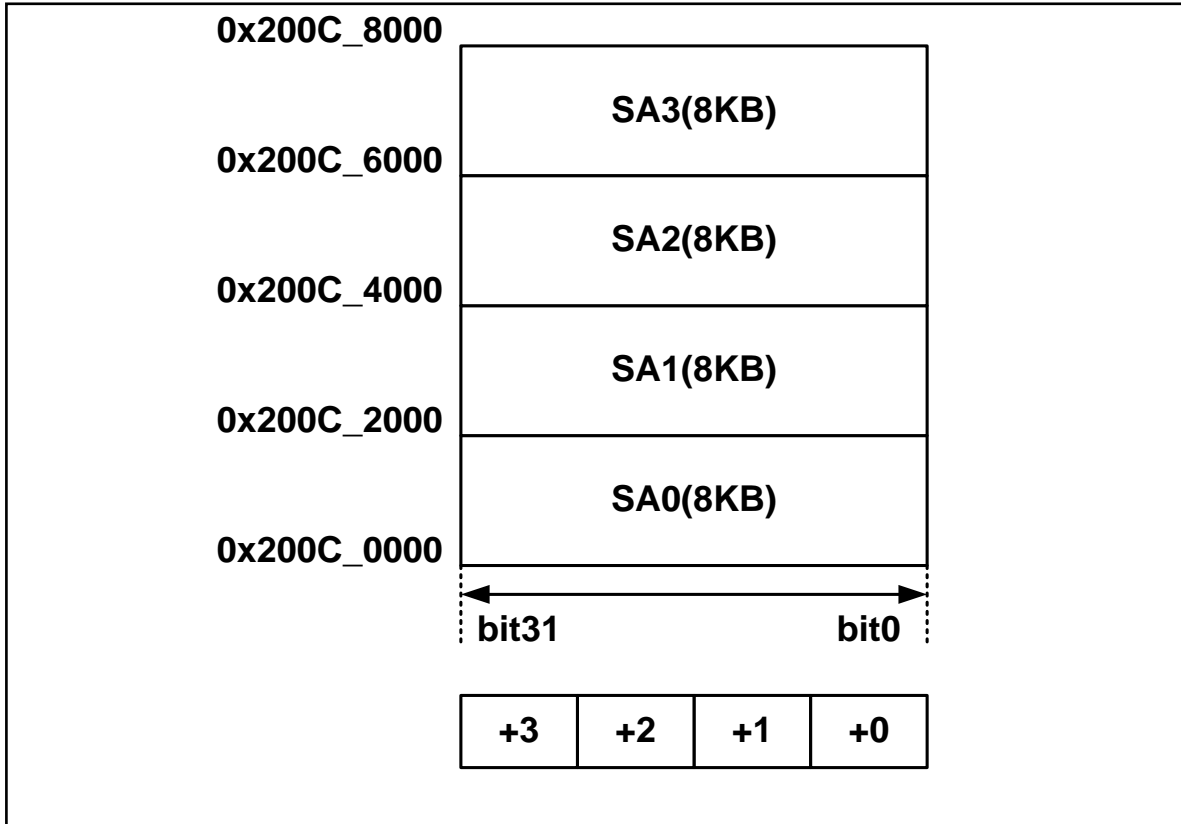 0x200C_8000
SA3(8KB)
0x200C_6000
SA2(8KB)
0x200C_4000
SA1(8KB)
0x200C_2000
SA0(8KB)
0x200C_0000
bit31 bit0
+3 +2 +1 +0